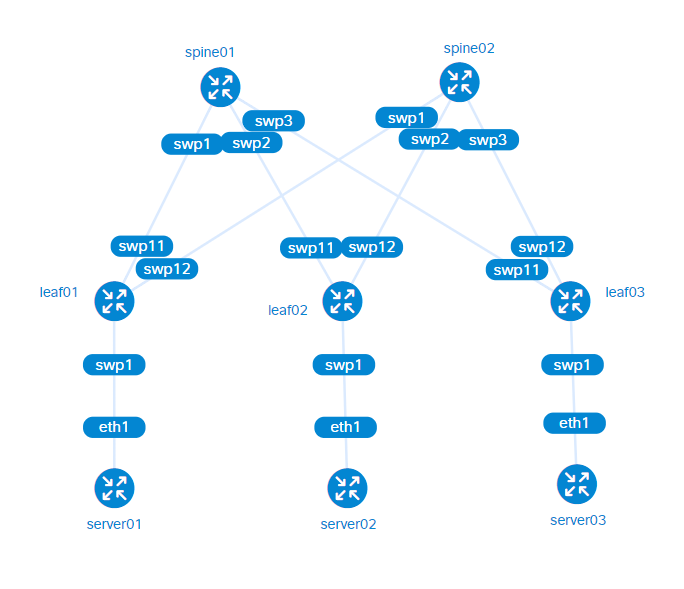 spine01
spine02
swp3
swp1
swp1
swp2
swp2
swp3
swp11
swp12
swp11
swp12
swp12
swp11
leaf01
leaf02
leaf03
swp1
swp1
swp1
eth1
eth1
eth1
server01
server02
server03